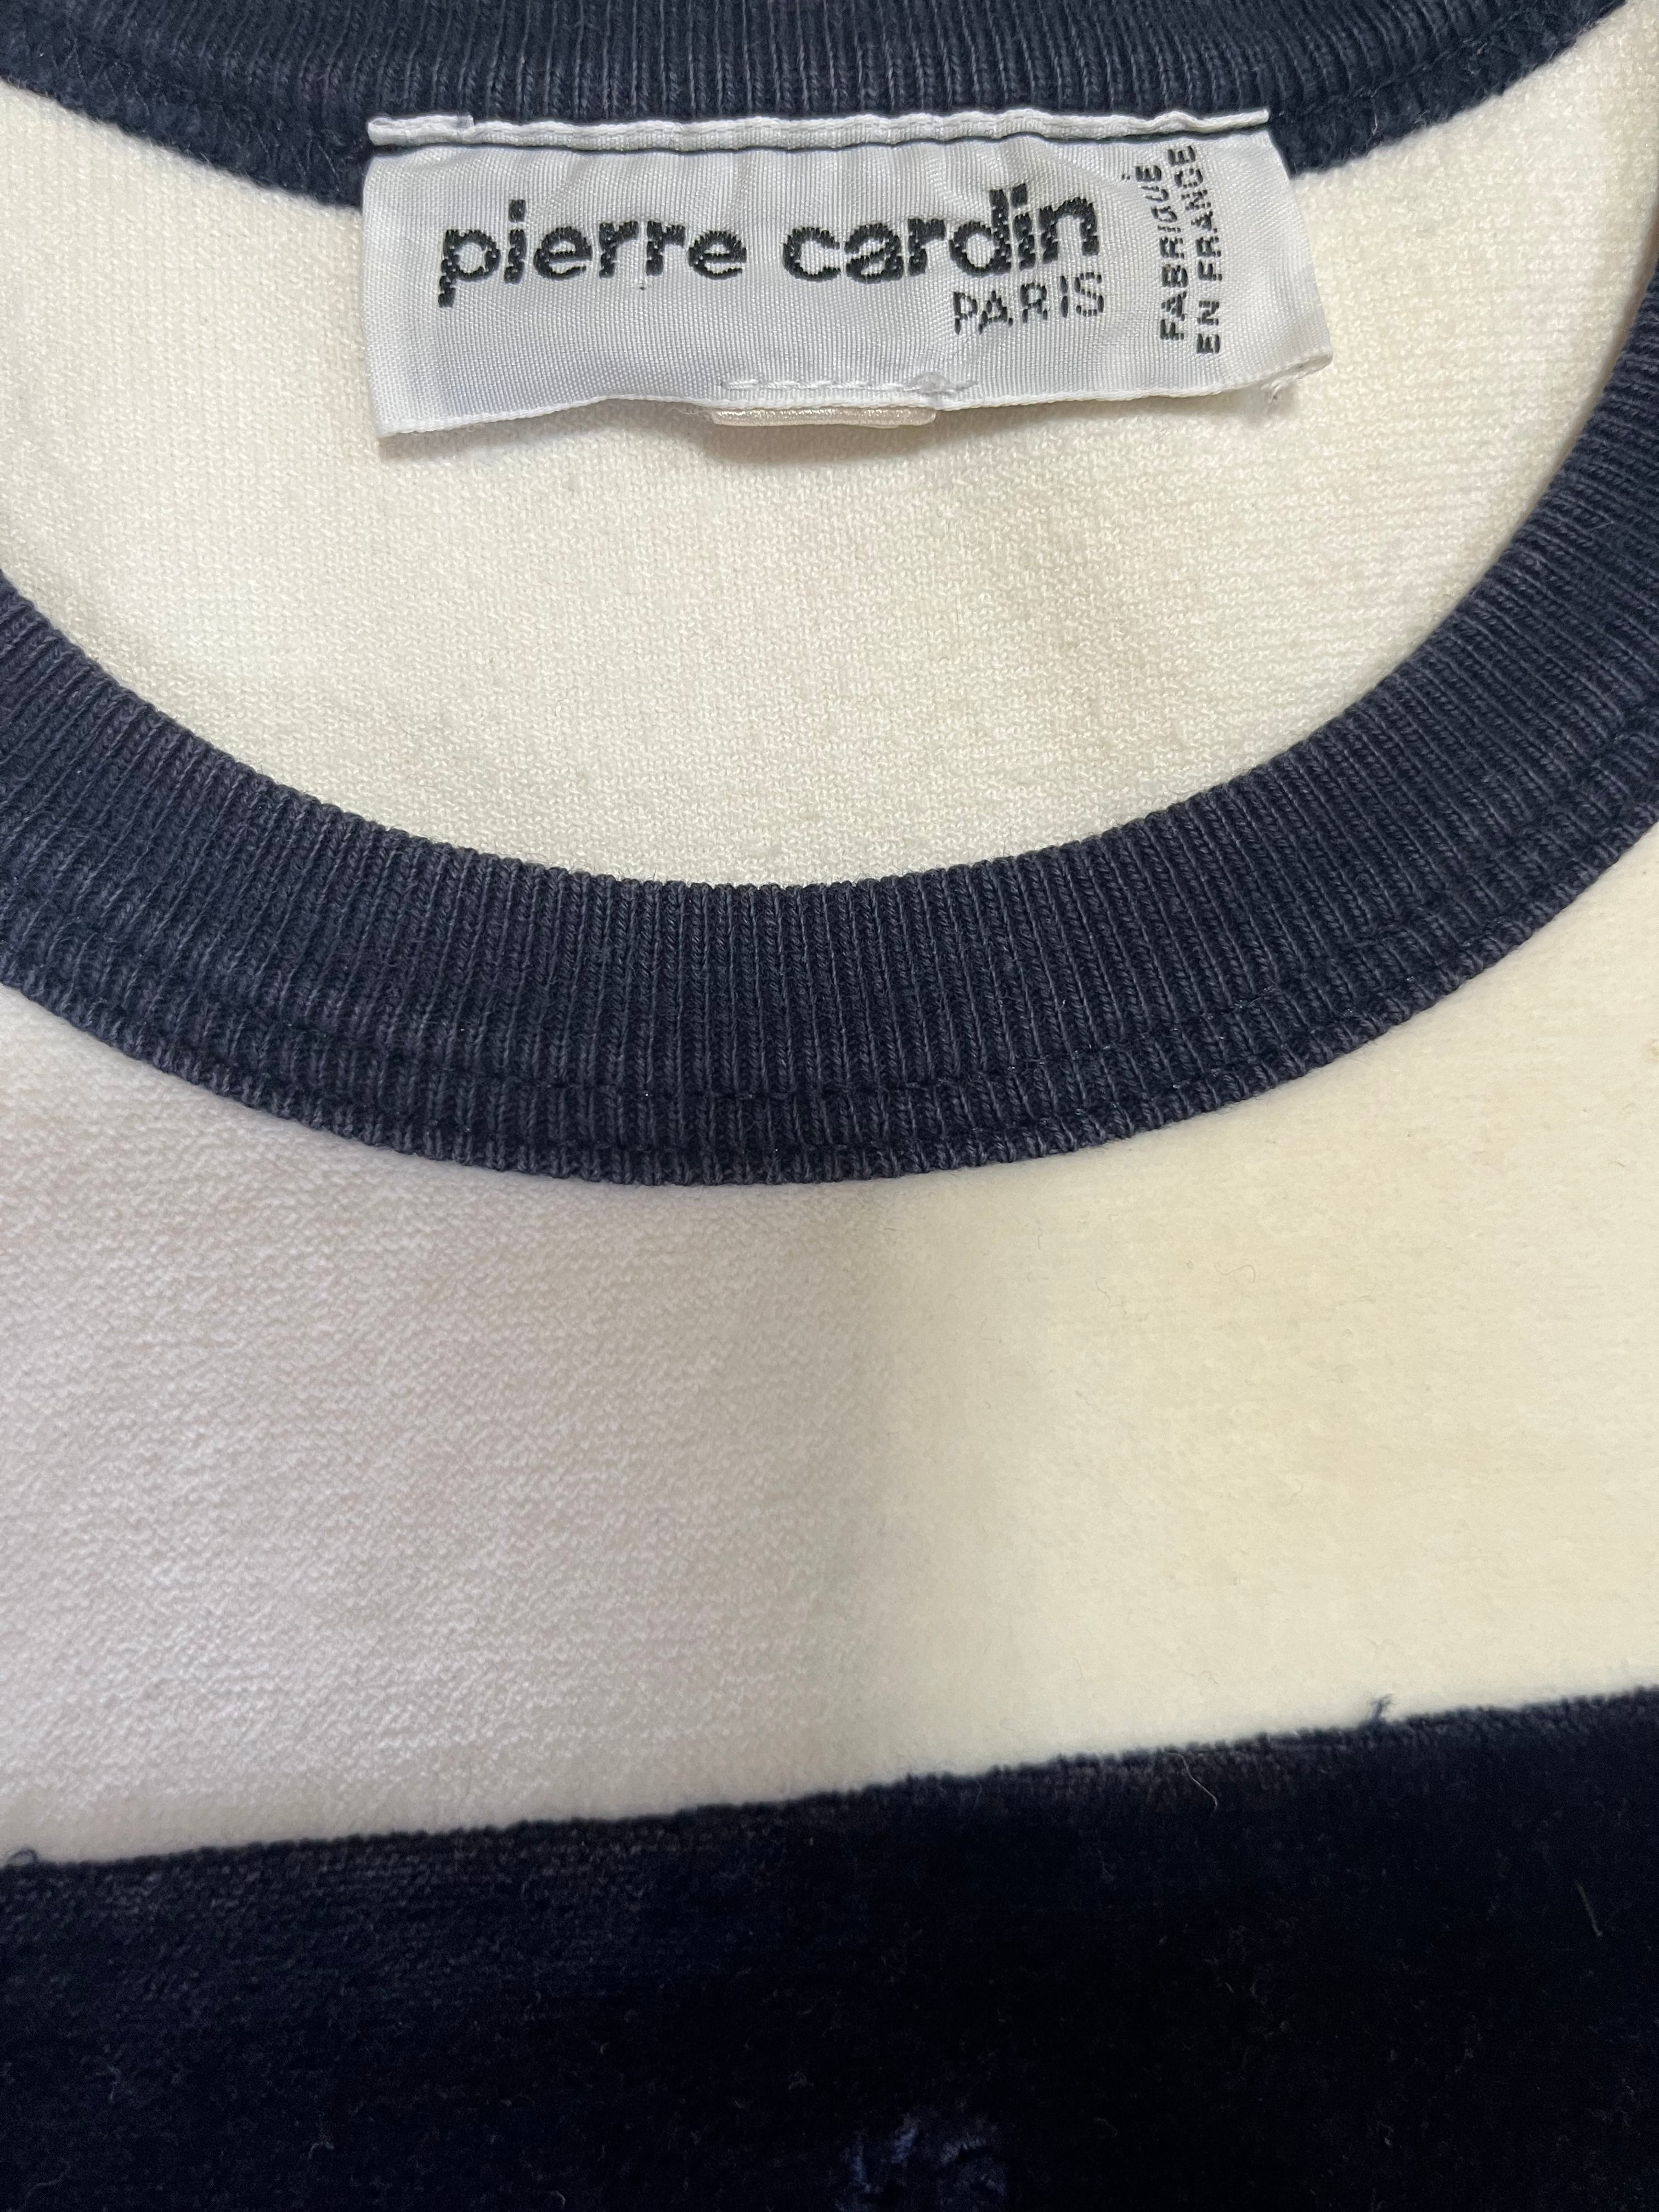 pierre cardin
PARIS
FABRIQUÉ
EN FRANCE